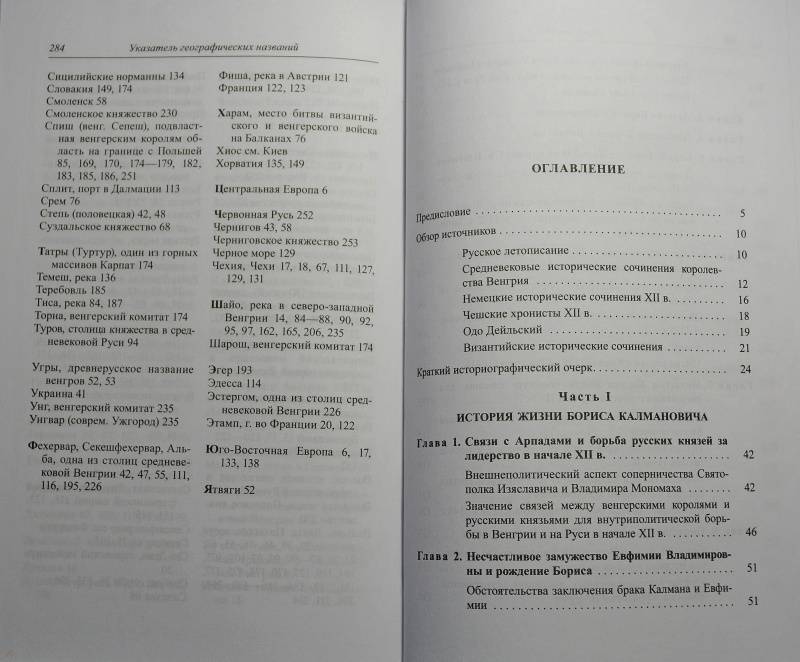 284 Указатель географических названий
Сицилийские норманны 134
Словакия 149, 174
Смоленск 58
Смоленское княжество 230
Спиш (венг. Сепеш), подвласт-
ная венгерским королям об-
ласть на границе с Польшей
85, 169, 170, 174—179, 182,
183, 185, 186, 251
Сплит, порт в Далмации 113
Срем 76
Степь (половецкая) 42, 48
Суздальское княжество 68
Татры (Туртур), один из горных
массивов Карпат 174
Темеш, река 136
Теребовль 185
Тиса, река 84, 187
Торна, венгерский комитат 174
Туров, столица княжества в сред-
невековой Руси 94
Угры, древнерусское название
венгров 52, 53
Украина 41
Унг, венгерский комитат 235
Унгвар (соврем. Ужгород) 235
Фехервар, Секешфехервар, Аль-
ба, одна из столиц средневе-
ковой Венгрии 42, 47, 55, 111,
116, 195, 226
Фиша, река в Австрии 121
Франция 122, 123
Харам, место битвы византий-
ского и венгерского войска
на Балканах 76
Хиос см. Киев
Хорватия 135, 149
Центральная Европа 6
Червонная Русь 252
Чернигов 43, 58
Черниговское княжество 253
Черное море 129
Чехия, Чехи 17, 18, 67, 111, 127,
129, 131
Шайо, река в северо-западной
Венгрии 14, 84—88, 90, 92,
95, 97, 162, 165, 206, 235
Шарош, венгерский комитат 174
Эгер 193
Эдесса 114
Эстергом, одна из столиц сред-
невековой Венгрии 226
Этамп, г. во Франции 20, 122
Юго-Восточная Европа 6, 17,
133, 138
Ятвяги 52
ОГЛАВЛЕНИЕ
Предисловие 5
Обзор источников 10
Русское летописание 10
Средневековые исторические сочинения королев-
ства Венгрия 12
Немецкие исторические сочинения XII в. 16
Чешские хронисты XII в. 18
Одо Дейльский 19
Византийские исторические сочинения 21
Краткий историографический очерк. 24
Часть I
ИСТОРИЯ ЖИЗНИ БОРИСА КАЛМАНОВИЧА
Глава 1. Связи с Арпадами и борьба русских князей за
лидерство в начале XII в. 42
Внешнеполитический аспект соперничества Свято-
полка Изяславича и Владимира Мономаха 42
Значение связей между венгерскими королями и
русскими князьями для внутриполитической борь-
бы в Венгрии и на Руси в начале XII в. 46
Глава 2. Несчастливое замужество Евфимии Владимиров-
ны и рождение Бориса 51
Обстоятельства заключения брака Калмана и Евфи-
мии 51